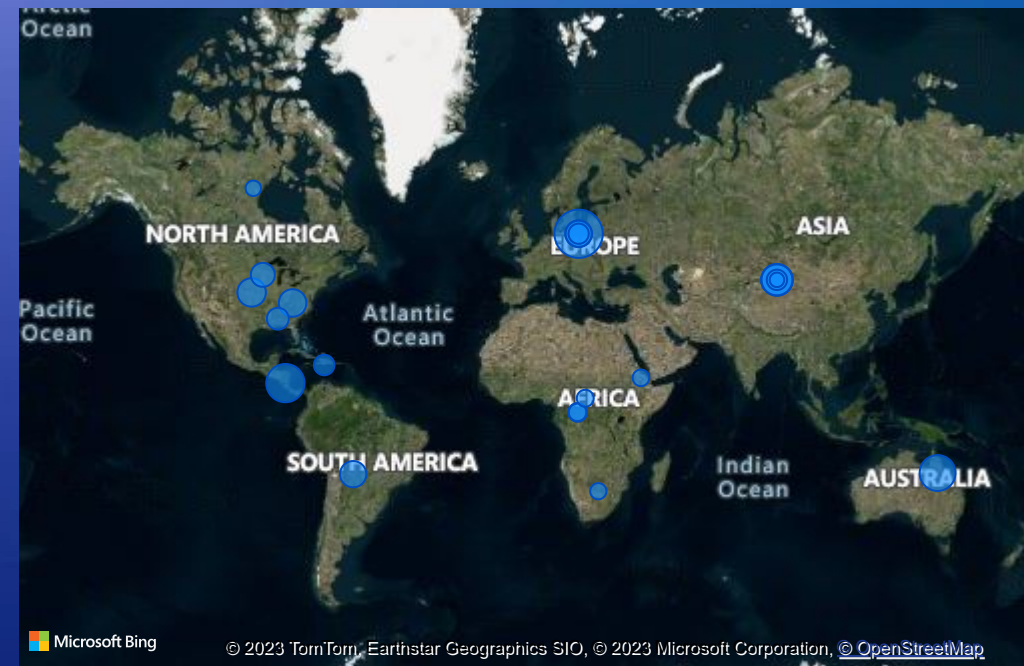 Arctic
Ocean
NORTH AMERICA
ASIA
EUROPE
Pacific
Ocean
Atlantic
Ocean
AFRICA
SOUTH AMERICA
Indian
Ocean
AUSTRALIA
Microsoft Bing
© 2023 TomTom, Earthstar Geographics SIO, © 2023 Microsoft Corporation, © OpenStreetMap